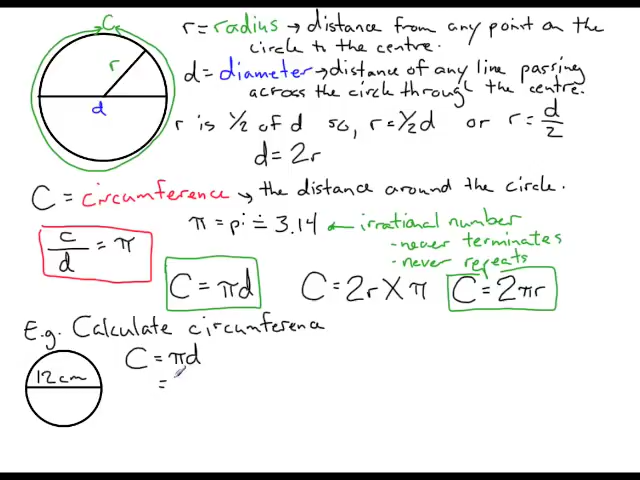 C
r
d
r = radius → distance from any point on the
circle to the centre.
d = diameter → distance of any line passing
across the circle through the centre.
r is 1/2 of d so, r = 1/2 d or r = d/2
d = 2r
C = circumference → the distance around the circle.
π = pi ≐ 3.14 ← irrational number
- never terminates
- never repeats
c/d = π
C = πd
C = 2r X π
C = 2πr
E.g. Calculate circumference
12cm
C = πd
=